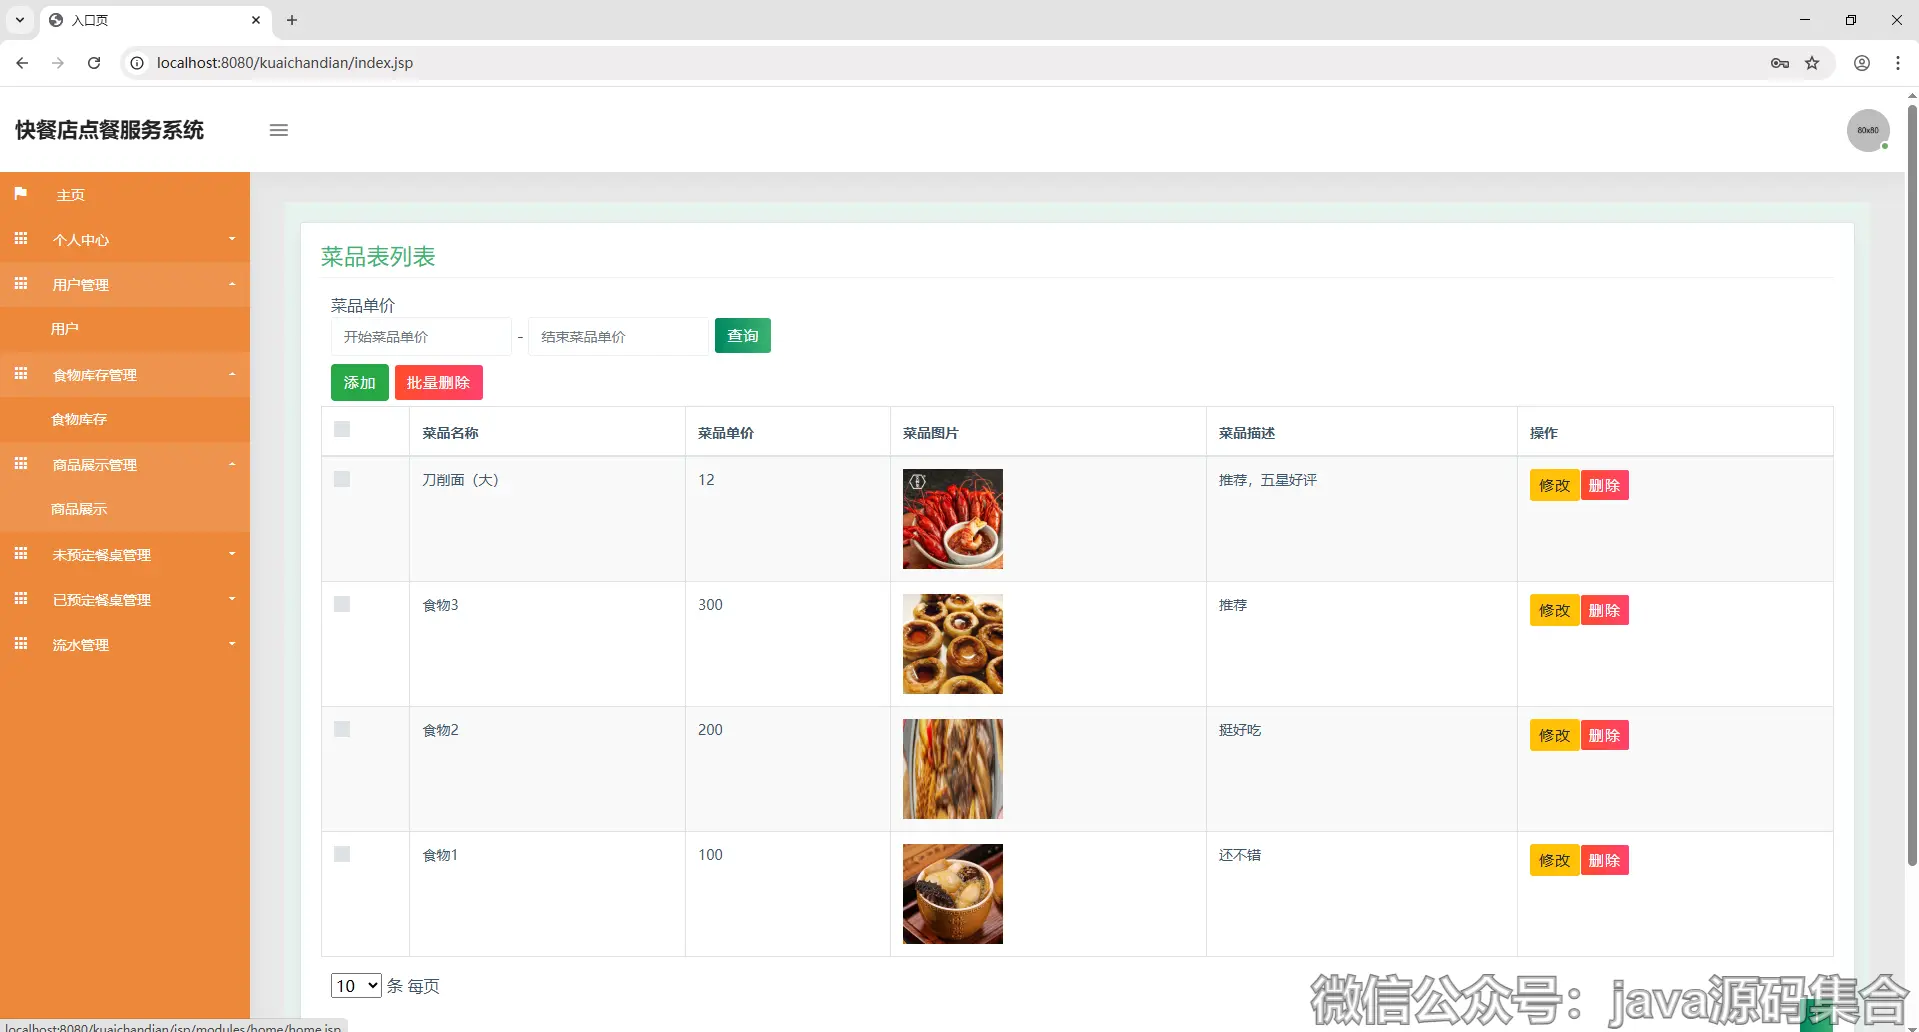 入口页
localhost:8080/kuaichandian/index.jsp
快餐店点餐服务系统
80x80
主页
个人中心
用户管理
用户
食物库存管理
食物库存
商品展示管理
商品展示
未预定餐桌管理
已预定餐桌管理
流水管理
菜品表列表
菜品单价
开始菜品单价 - 结束菜品单价 查询
添加 批量删除
菜品名称 菜品单价 菜品图片 菜品描述 操作
刀削面（大） 12 推荐，五星好评 修改 删除
食物3 300 推荐 修改 删除
食物2 200 挺好吃 修改 删除
食物1 100 还不错 修改 删除
10 条 每页
微信公众号：java源码集合
localhost:8080/kuaichandian/jsp/modules/home/home.jsp